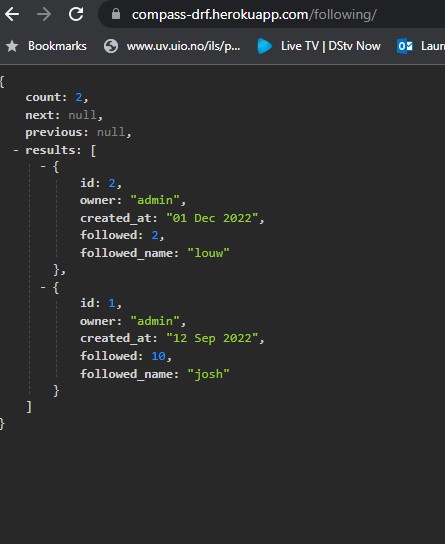 compass-drf.herokuapp.com/following/
Bookmarks www.uv.uio.no/ils/p... Live TV | DStv Now Laun
{
count: 2,
next: null,
previous: null,
- results: [
- {
id: 2,
owner: "admin",
created_at: "01 Dec 2022",
followed: 2,
followed_name: "louw"
},
- {
id: 1,
owner: "admin",
created_at: "12 Sep 2022",
followed: 10,
followed_name: "josh"
}
]
}